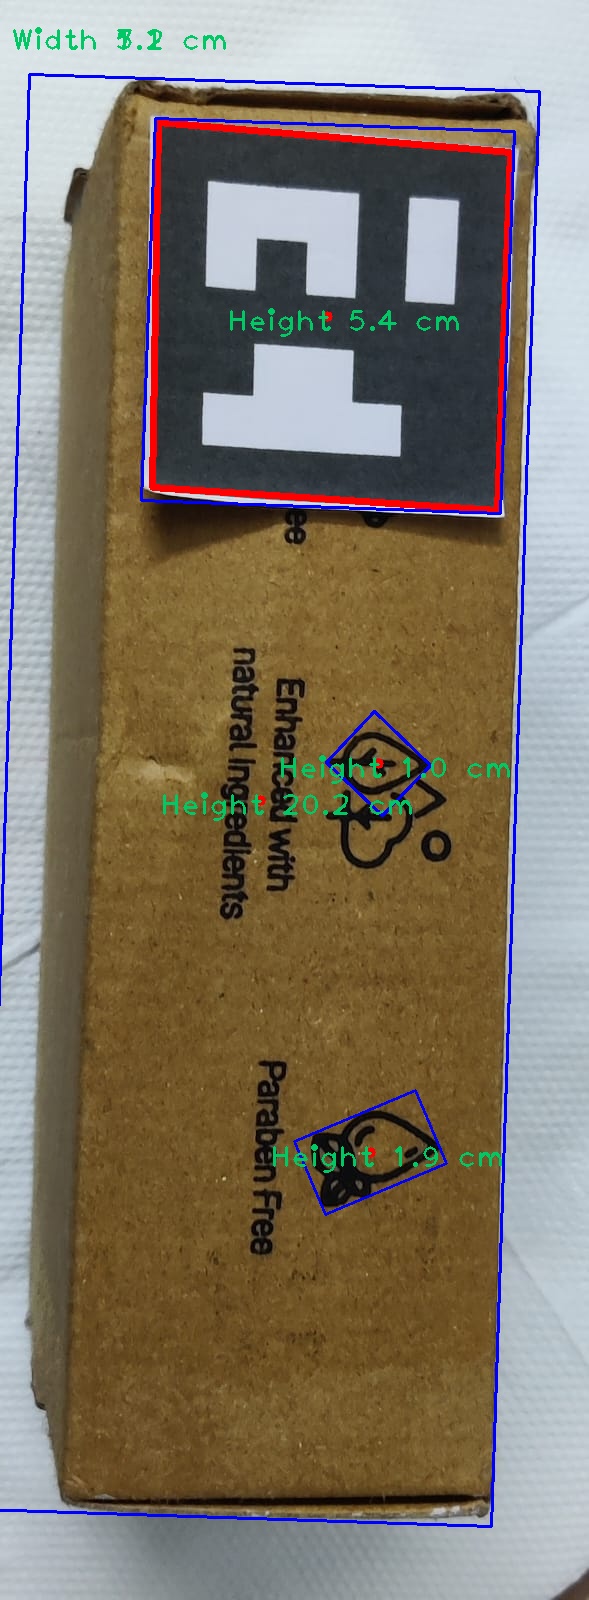 Width .2 cm
Height 5.4 cm
ee
Enhanced with
natural Ingredients
Height 1.0 cm
Height 20.2 cm
Paraben Free
Height 1.9 cm